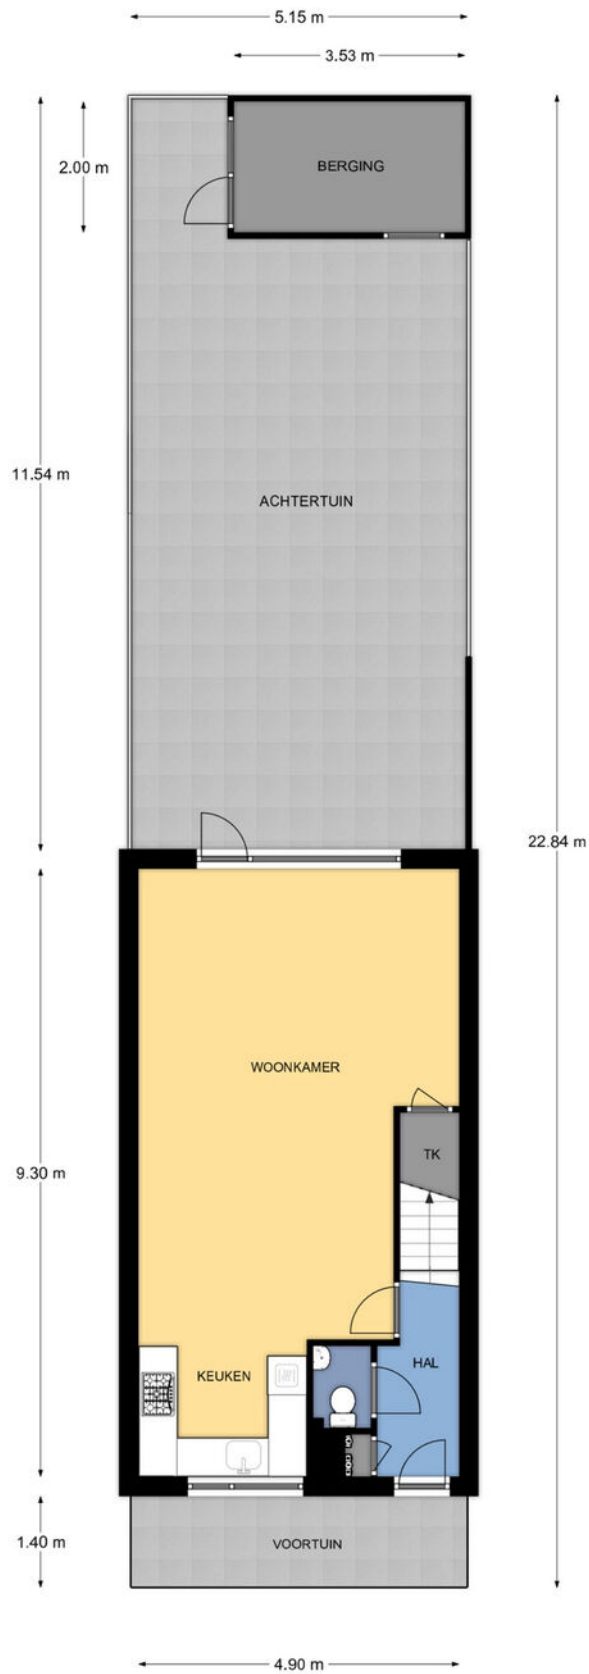 5.15 m
3.53 m
2.00 m
BERGING
11.54 m
ACHTERTUIN
22.84 m
WOONKAMER
TK
9.30 m
HAL
KEUKEN
1.40 m
VOORTUIN
4.90 m